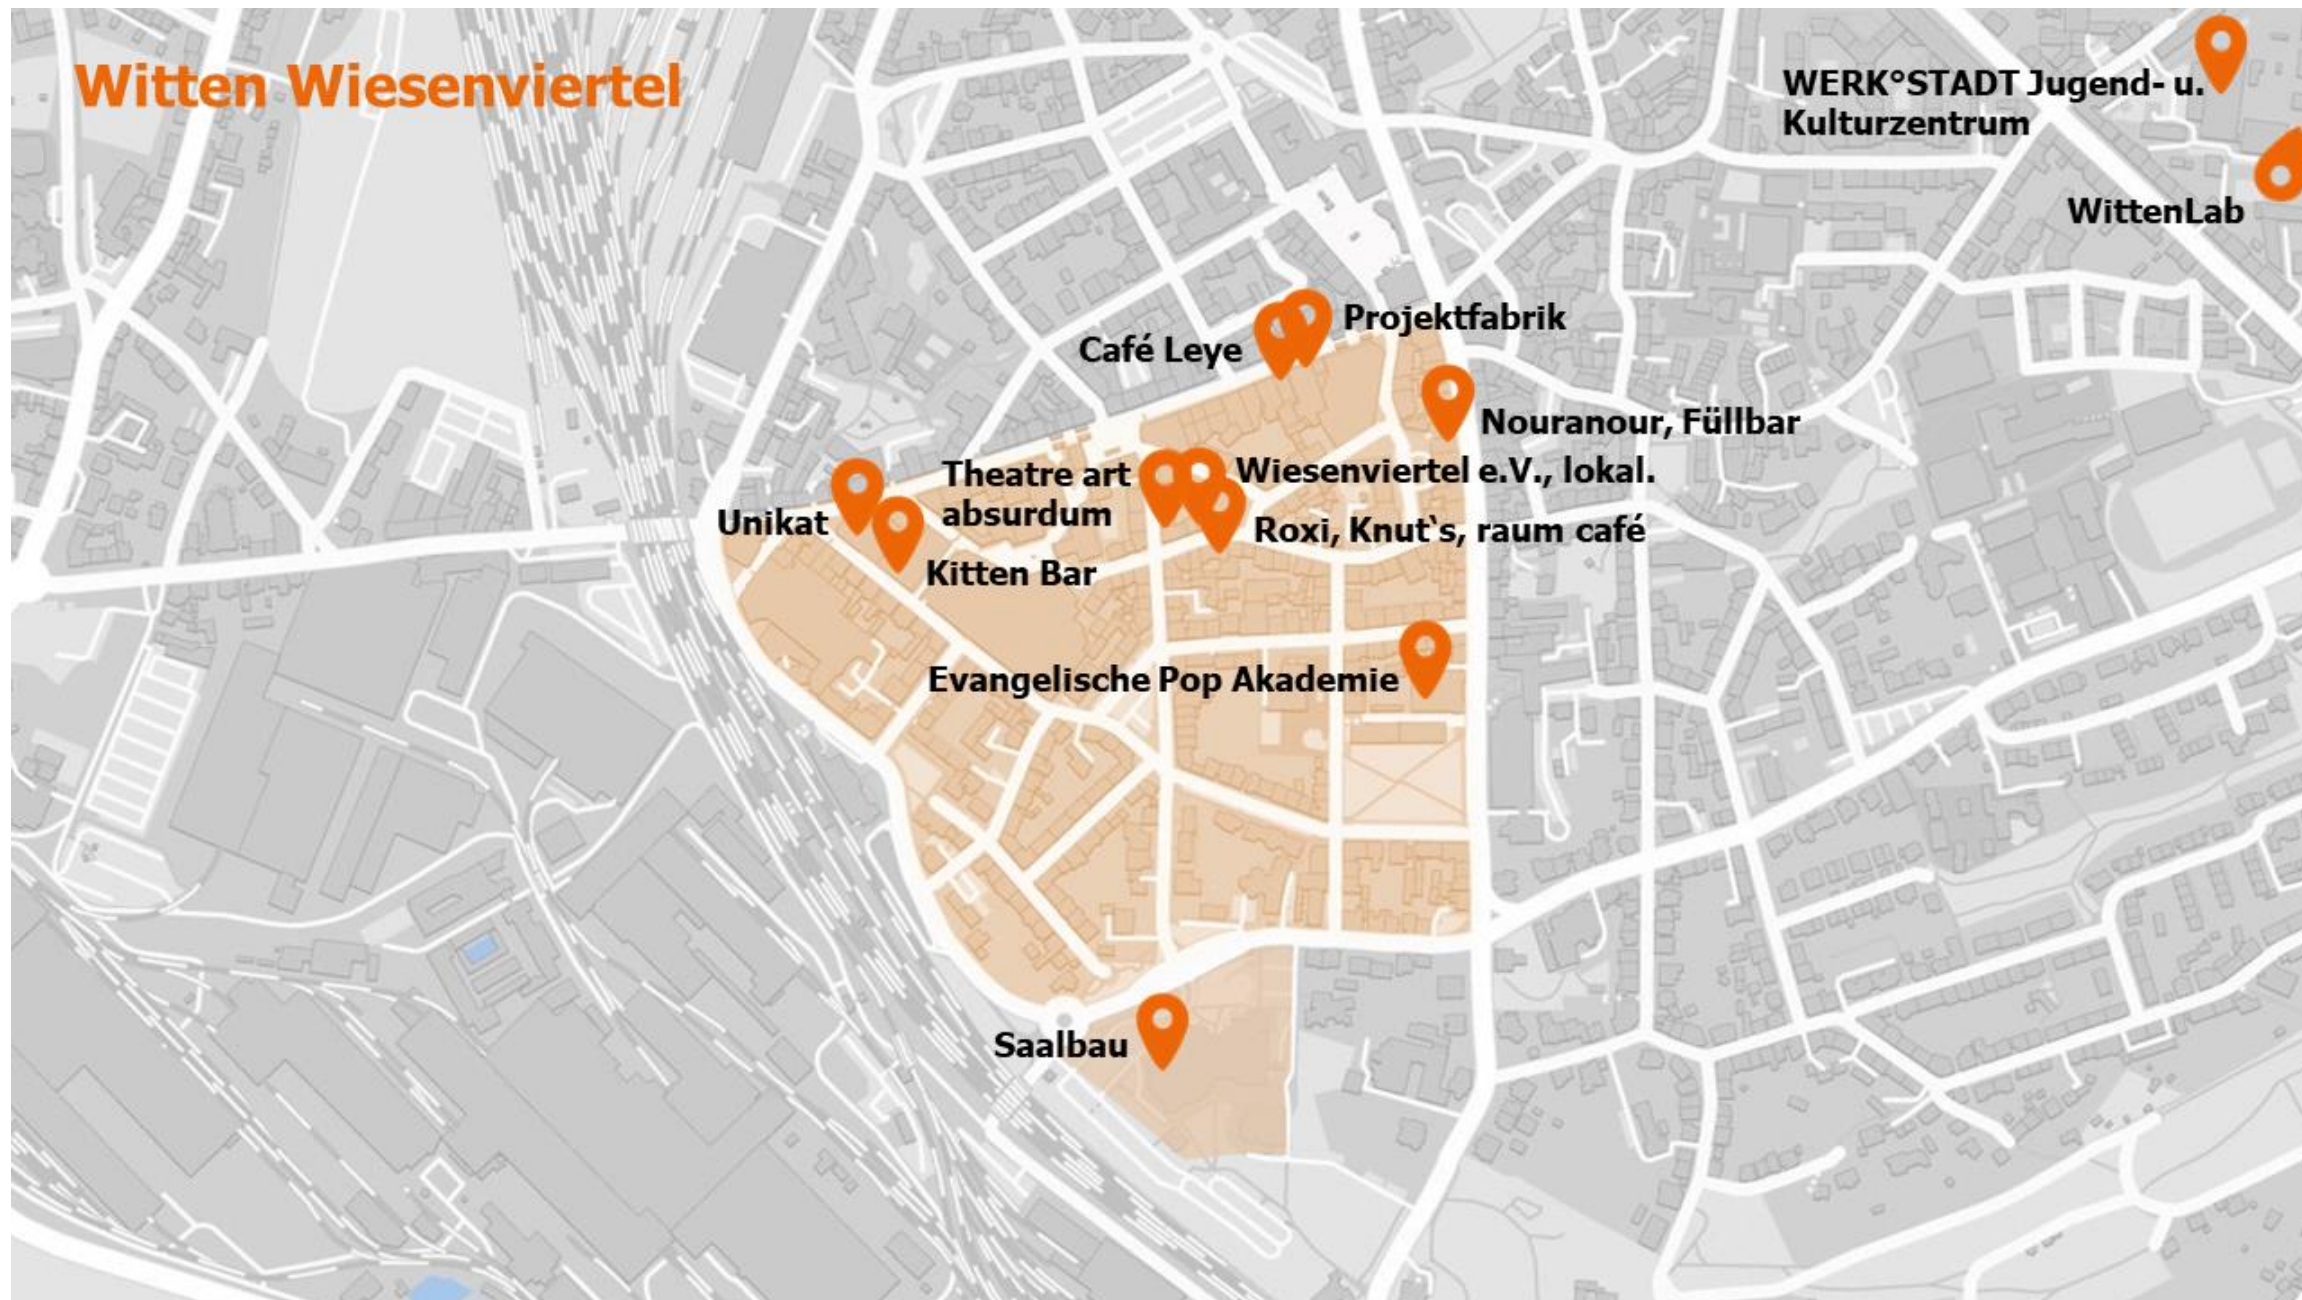 Witten Wiesenviertel
WERK°STADT Jugend- u.
Kulturzentrum
WittenLab
Projektfabrik
Café Leye
Nouranour, Füllbar
Theatre art
absurdum
Wiesenviertel e.V., lokal.
Unikat
Roxi, Knut‘s, raum café
Kitten Bar
Evangelische Pop Akademie
Saalbau